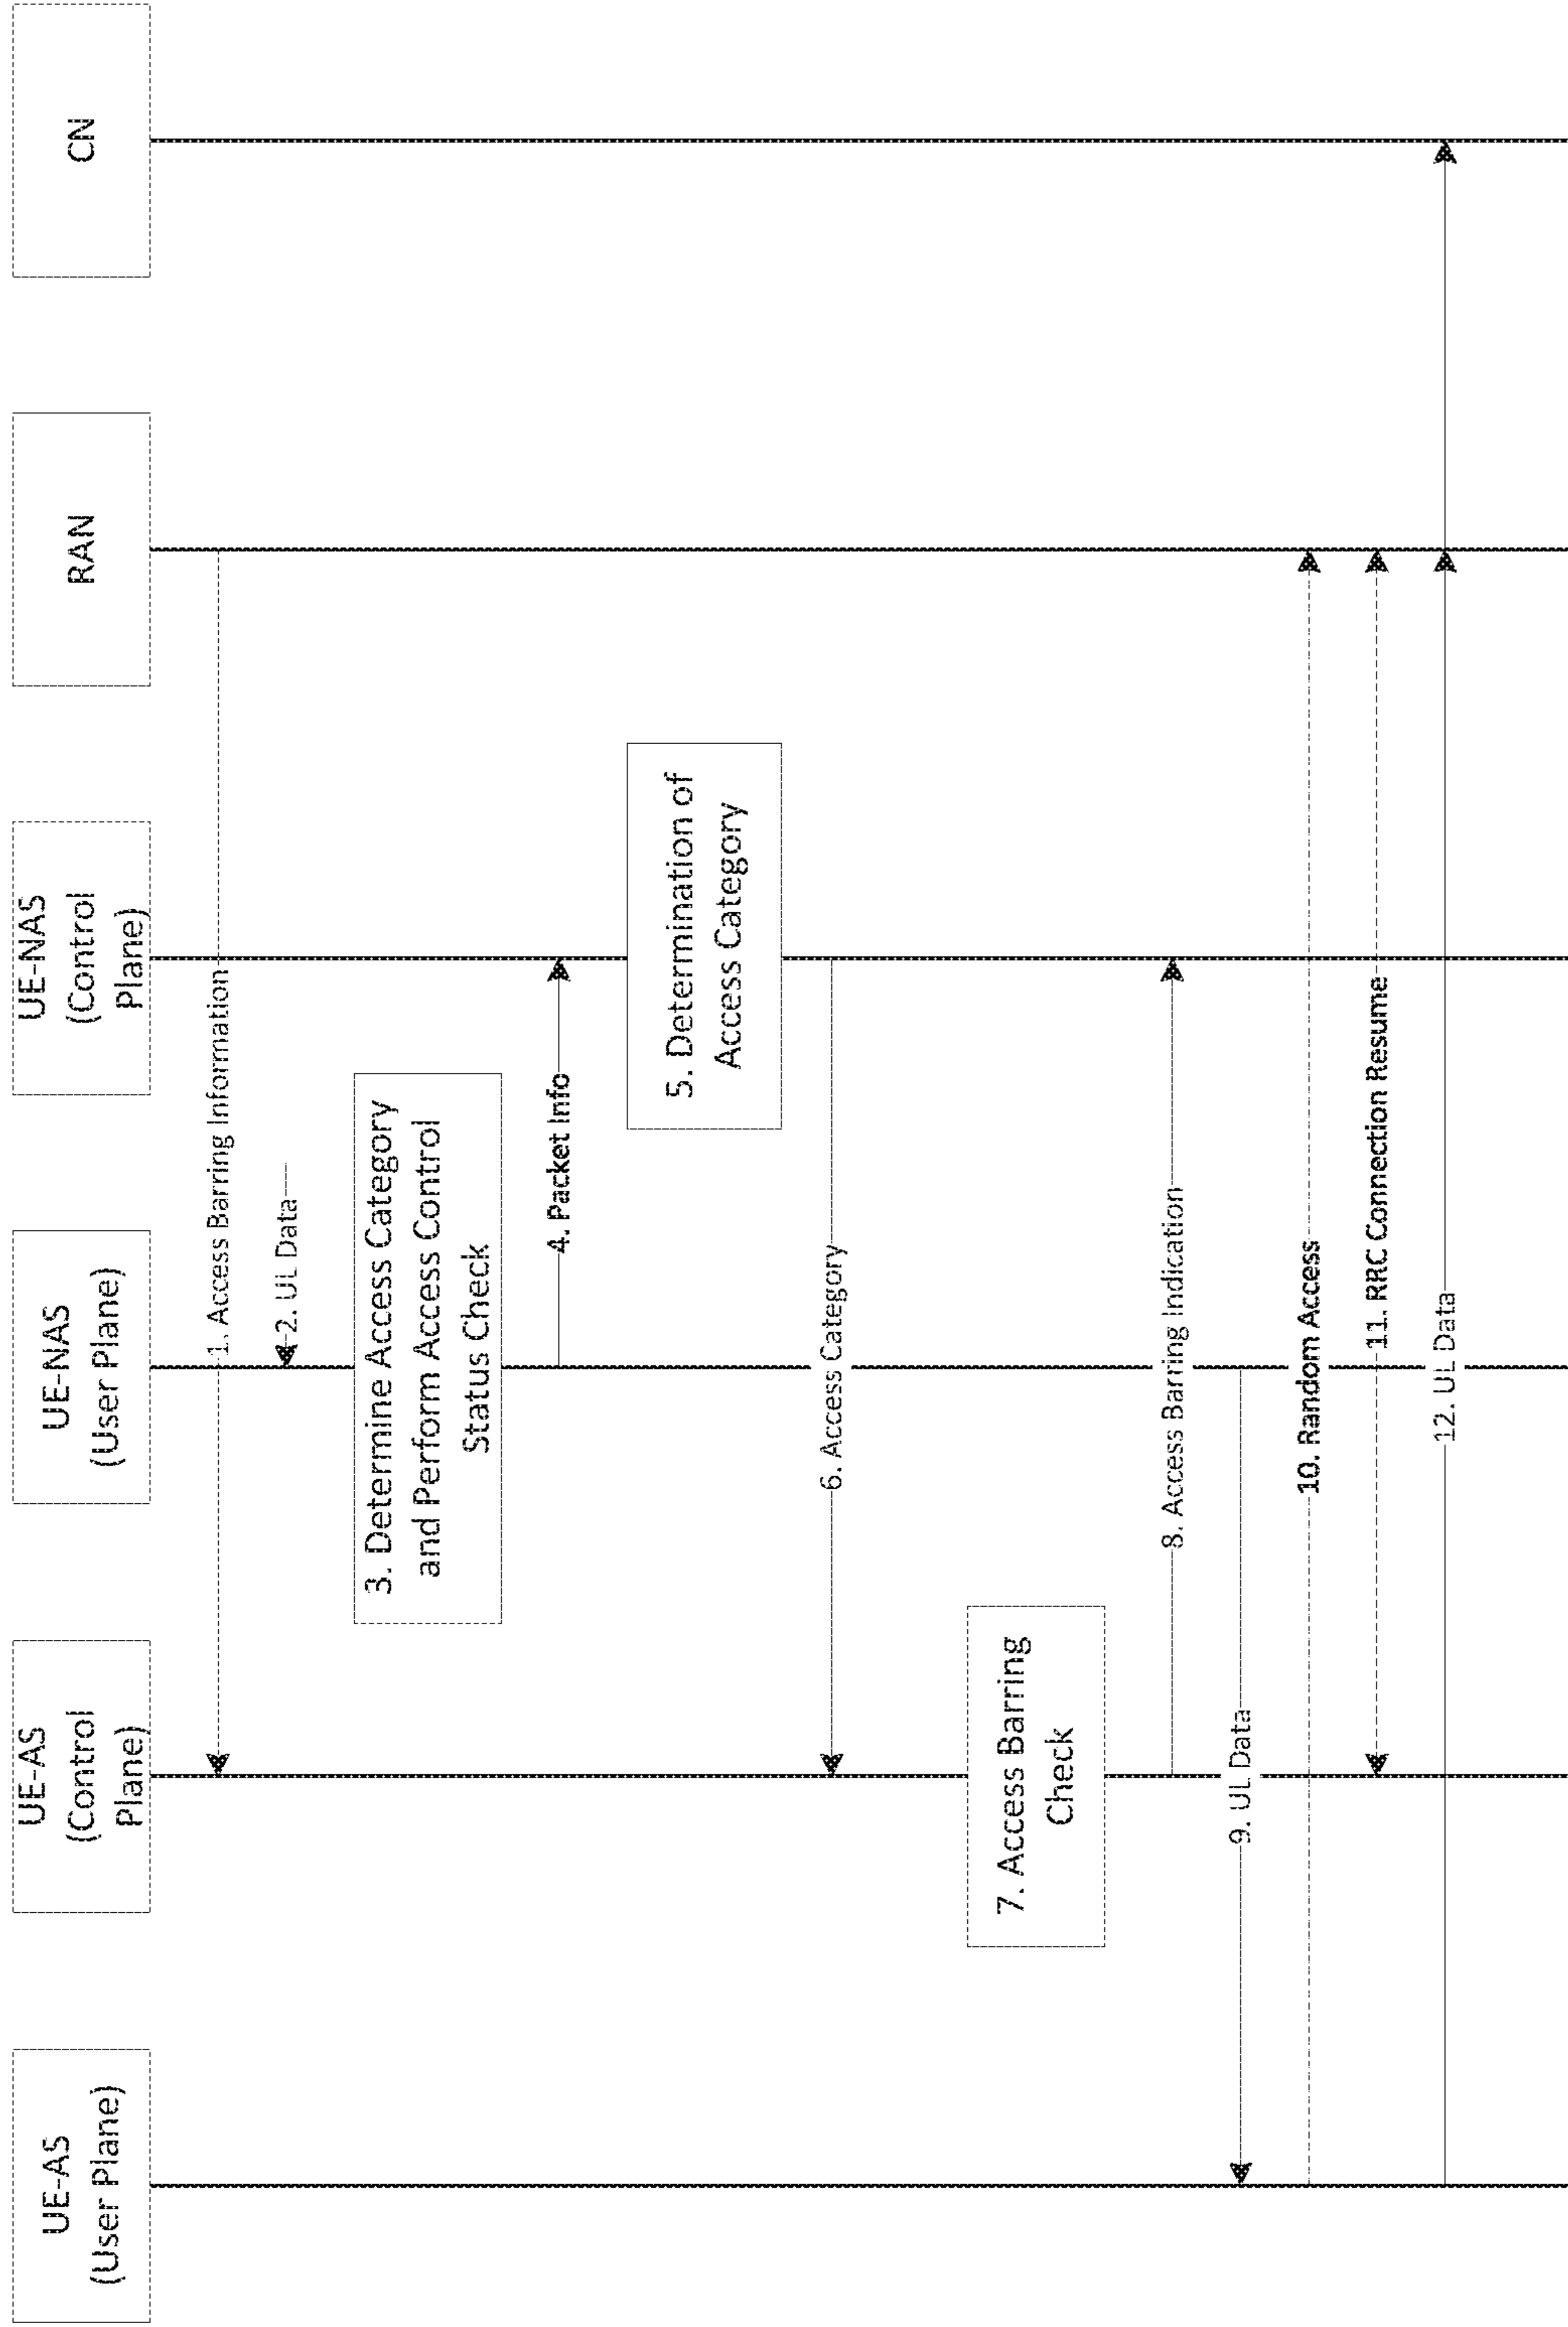 UE-AS
(User Plane)
UE-AS
(Control
Plane)
UE-NAS
(User Plane)
UE-NAS
(Control
Plane)
RAN
CN
1. Access Barring Information
2. UL Data
3. Determine Access Category
and Perform Access Control
Status Check
4. Packet Info
5. Determination of
Access Category
6. Access Category
7. Access Barring
Check
8. Access Barring Indication
9. UL Data
10. Random Access
11. RRC Connection Resume
12. UL Data